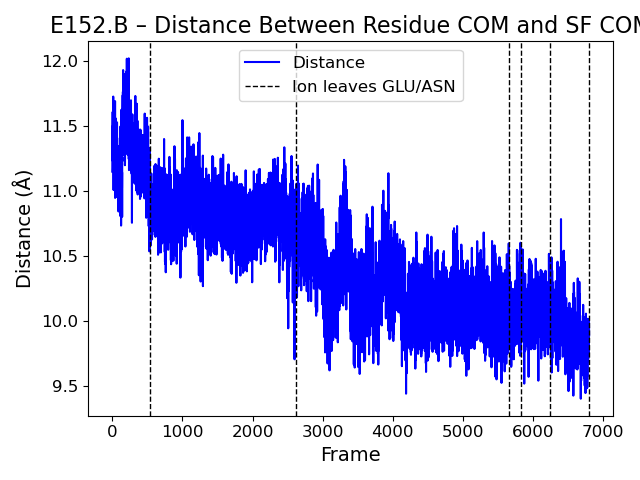 E152.B – Distance Between Residue COM and SF COM
Distance
Ion leaves GLU/ASN
Distance (Å)
12.0
11.5
11.0
10.5
10.0
9.5
0 1000 2000 3000 4000 5000 6000 7000
Frame